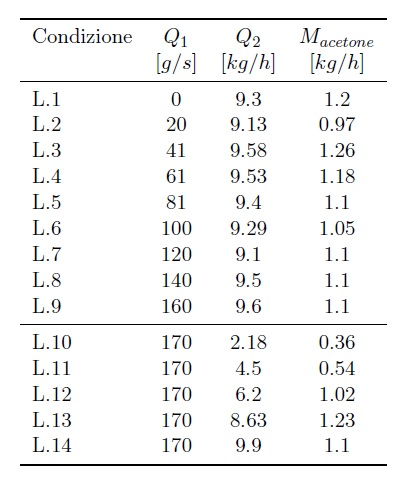 Condizione Q1 Q2 Macetone
[g/s] [kg/h] [kg/h]
L.1 0 9.3 1.2
L.2 20 9.13 0.97
L.3 41 9.58 1.26
L.4 61 9.53 1.18
L.5 81 9.4 1.1
L.6 100 9.29 1.05
L.7 120 9.1 1.1
L.8 140 9.5 1.1
L.9 160 9.6 1.1
L.10 170 2.18 0.36
L.11 170 4.5 0.54
L.12 170 6.2 1.02
L.13 170 8.63 1.23
L.14 170 9.9 1.1